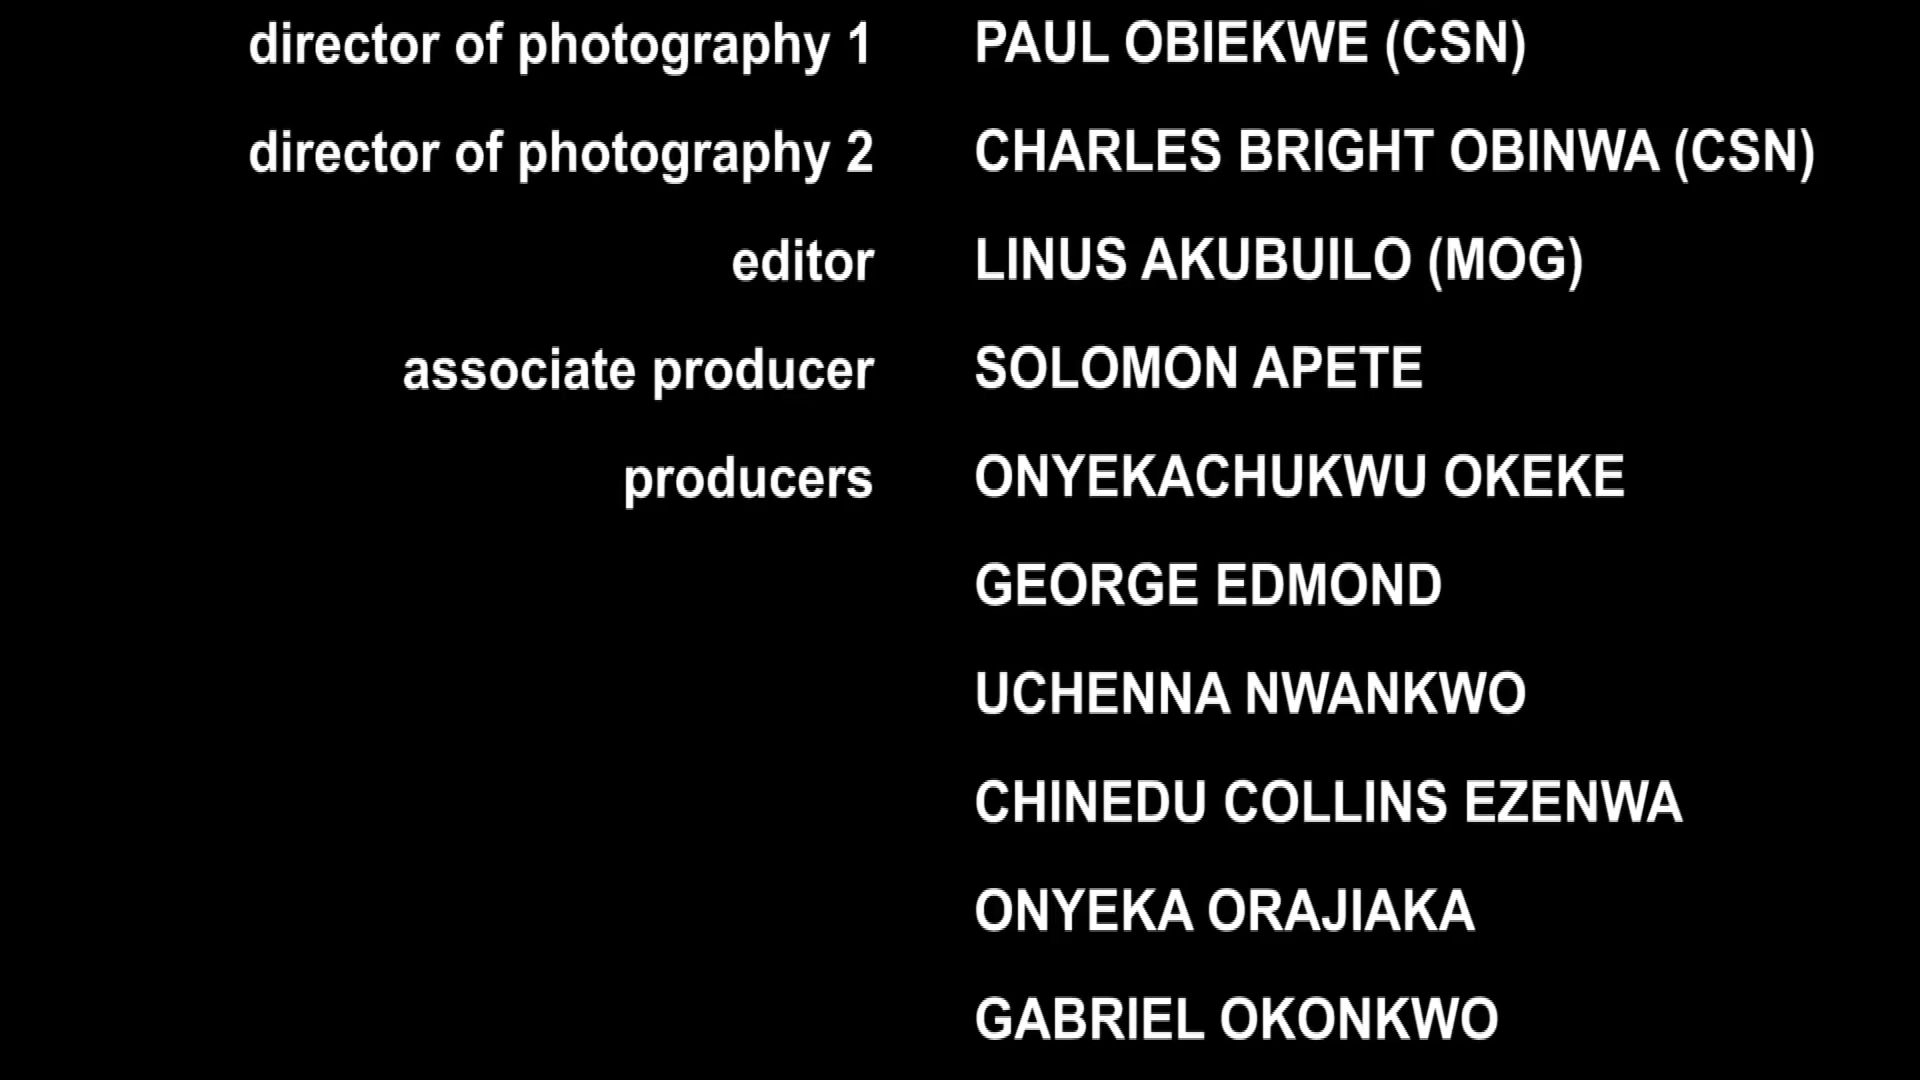 director of photography 1 PAUL OBIEKWE (CSN)
director of photography 2 CHARLES BRIGHT OBINWA (CSN)
editor LINUS AKUBUILO (MOG)
associate producer SOLOMON APETE
producers ONYEKACHUKWU OKEKE
GEORGE EDMOND
UCHENNA NWANKWO
CHINEDU COLLINS EZENWA
ONYEKA ORAJIAKA
GABRIEL OKONKWO